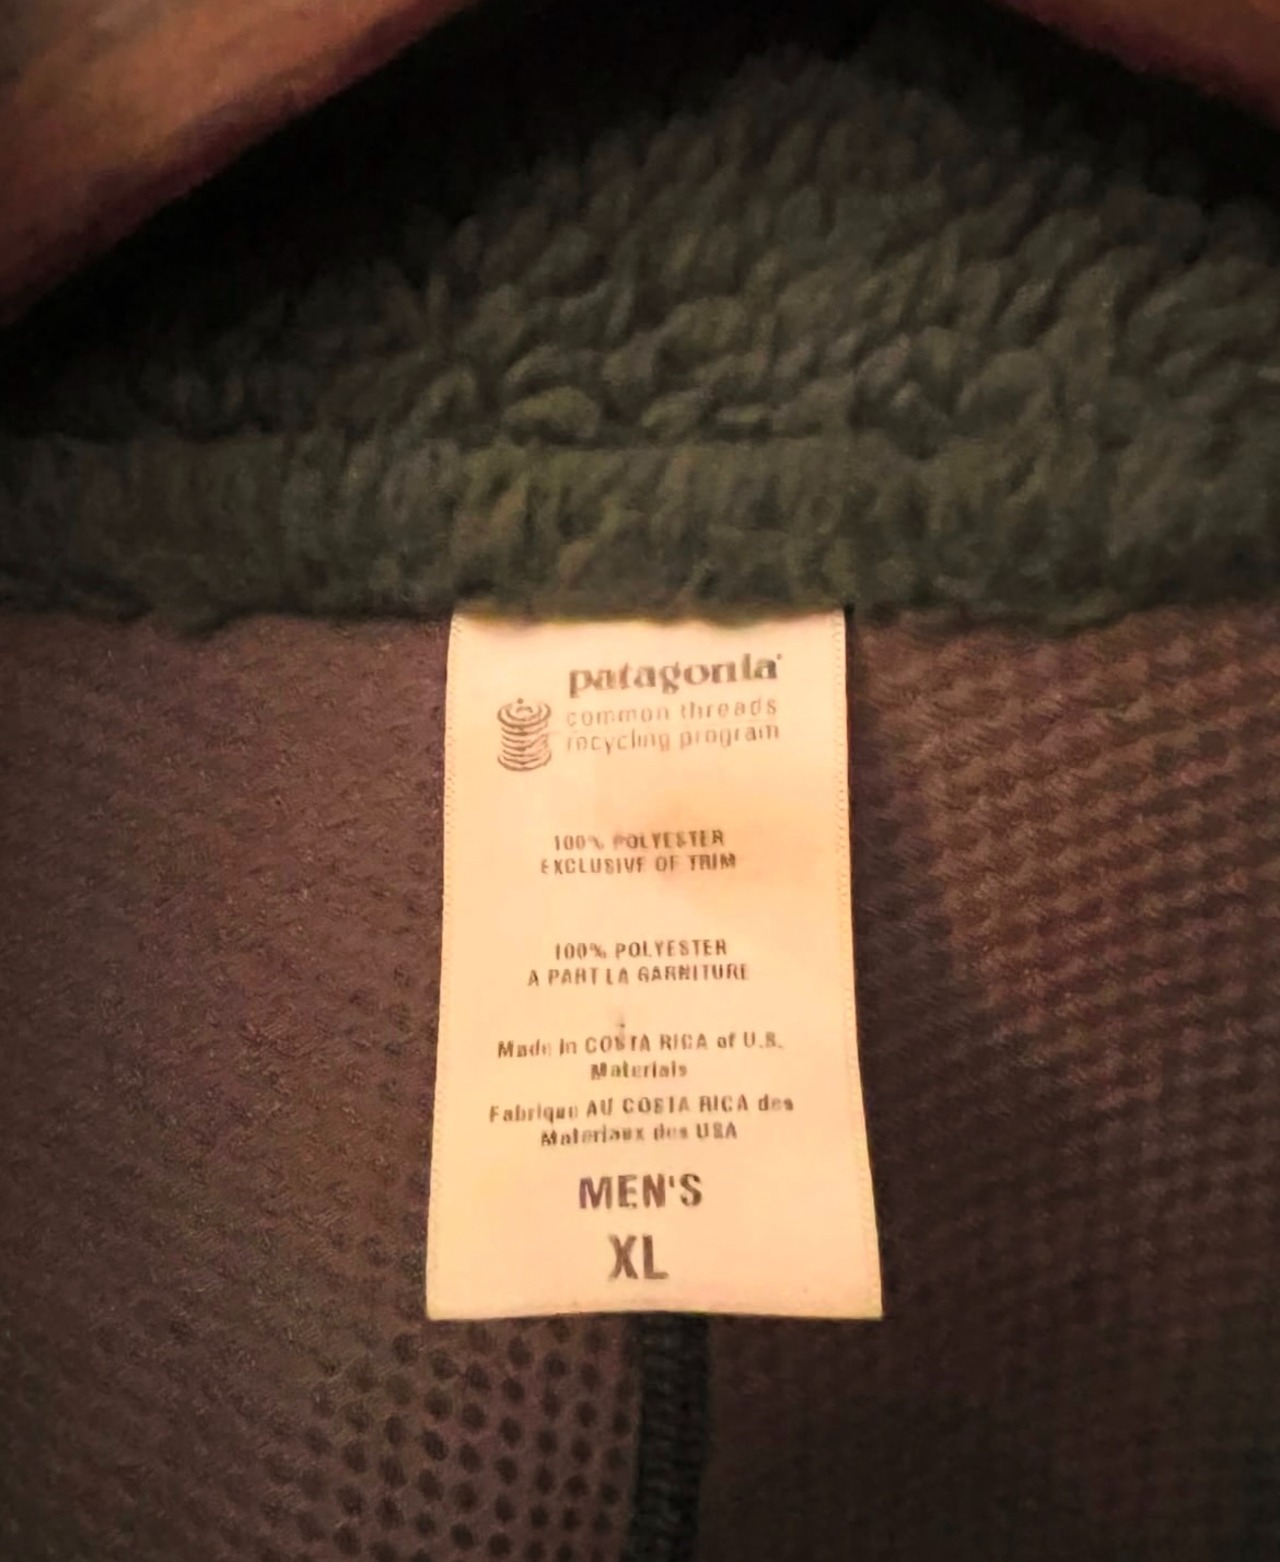 patagonia®
common threads
recycling program
100% POLYESTER
EXCLUSIVE OF TRIM
100% POLYESTER
A PART LA GARNITURE
Made in COSTA RICA of U.S.
Materials
Fabrique AU COSTA RICA des
Materiaux des USA
MEN'S
XL